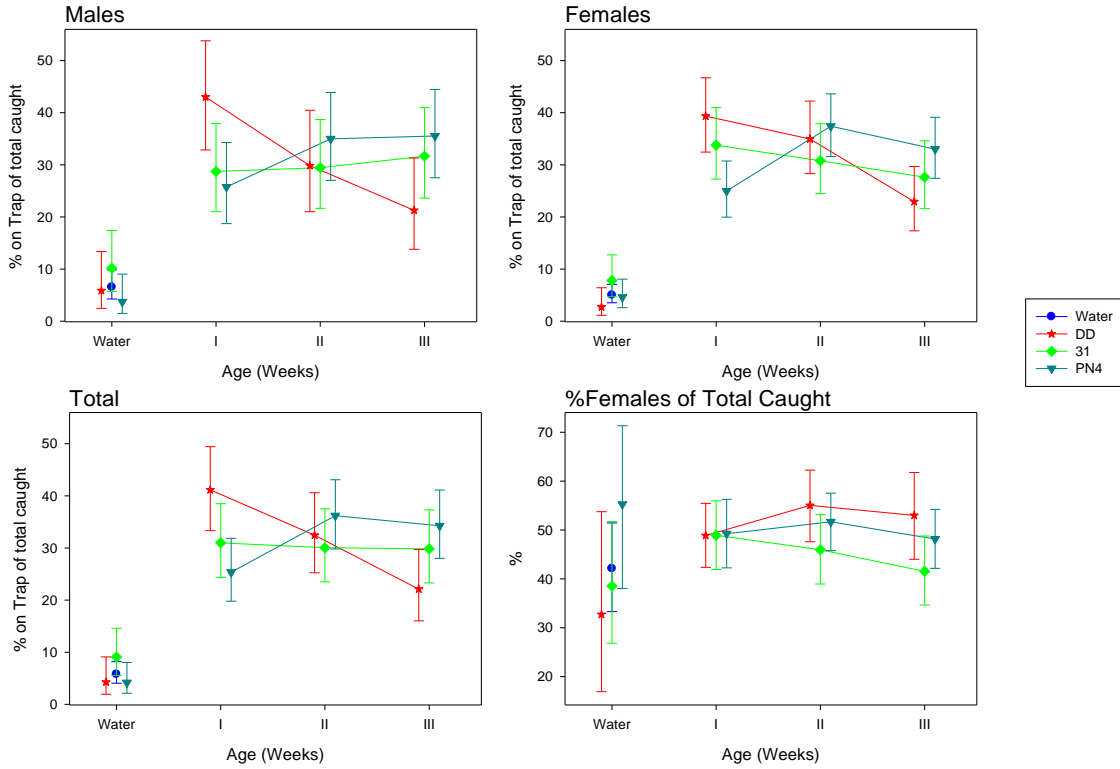 Males
50
40
30
20
10
0
% on Trap of total caught
Water I II III
Age (Weeks)
Females
50
40
30
20
10
0
% on Trap of total caught
Water I II III
Age (Weeks)
Water
DD
31
PN4
Total
50
40
30
20
10
0
% on Trap of total caught
Water I II III
Age (Weeks)
%Females of Total Caught
70
60
50
40
30
20
%
Water I II III
Age (Weeks)